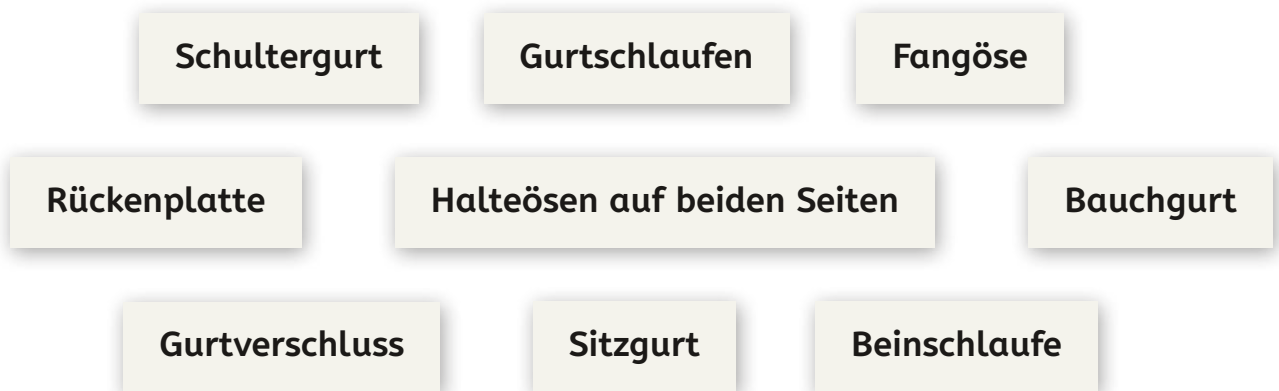 Schultergurt Gurtschlaufen Fangöse
Rückenplatte Halteösen auf beiden Seiten Bauchgurt
Gurtverschluss Sitzgurt Beinschlaufe